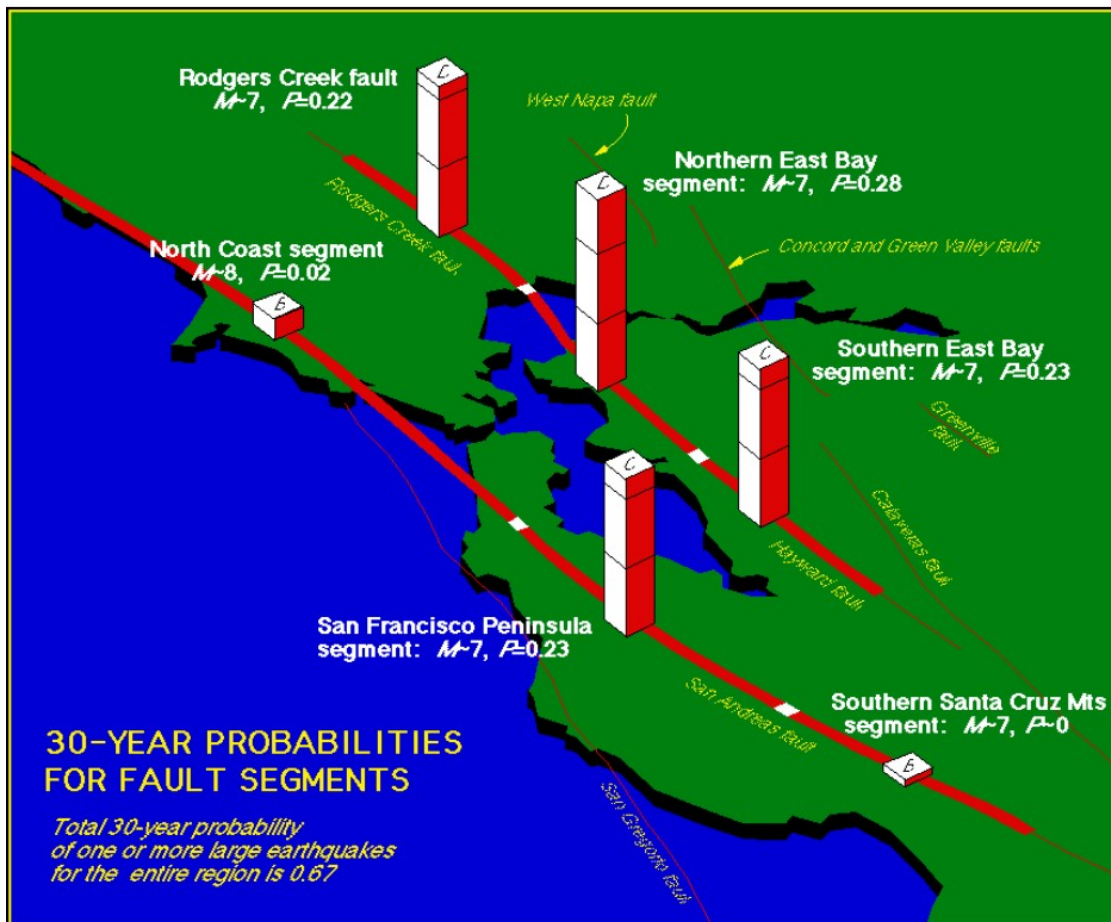 Rodgers Creek fault
M~7, P=0.22
C
West Napa fault
Northern East Bay
segment: M~7, P=0.28
C
Rodgers Creek fault
North Coast segment
M~8, P=0.02
B
Concord and Green Valley faults
Southern East Bay
segment: M~7, P=0.23
C
Greenville
fault
C
Calaveras fault
Hayward fault
San Francisco Peninsula
segment: M~7, P=0.23
San Andreas fault
Southern Santa Cruz Mts
segment: M~7, P~0
B
30-YEAR PROBABILITIES
FOR FAULT SEGMENTS
Total 30-year probability
of one or more large earthquakes
for the entire region is 0.67
San Gregorio fault